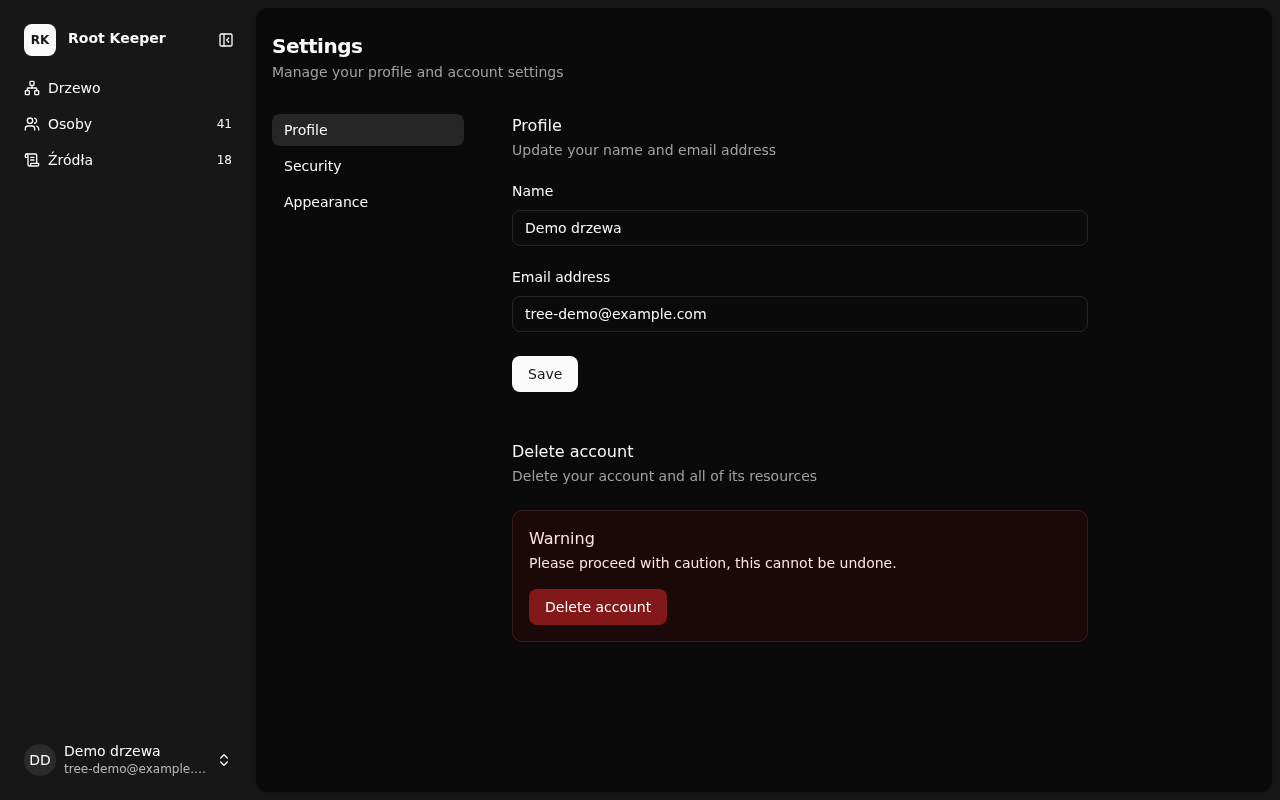 RK
Root Keeper
Drzewo
Osoby 41
Źródła 18
Settings
Manage your profile and account settings
Profile
Security
Appearance
Profile
Update your name and email address
Name
Demo drzewa
Email address
tree-demo@example.com
Save
Delete account
Delete your account and all of its resources
Warning
Please proceed with caution, this cannot be undone.
Delete account
DD
Demo drzewa
tree-demo@example.…